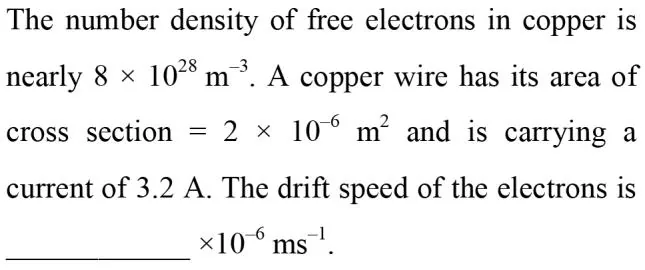 The number density of free electrons in copper is
nearly 8 × 10²⁸ m⁻³. A copper wire has its area of
cross section = 2 × 10⁻⁶ m² and is carrying a
current of 3.2 A. The drift speed of the electrons is
____________ ×10⁻⁶ ms⁻¹.